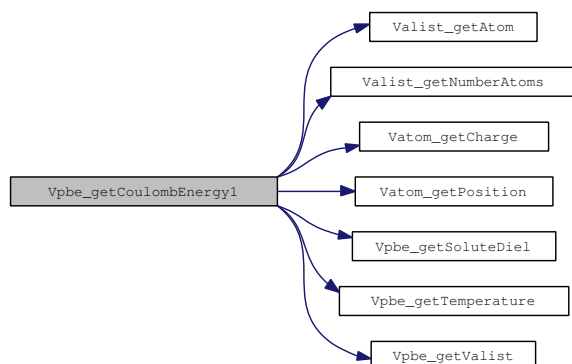 Valist_getAtom
Valist_getNumberAtoms
Vatom_getCharge
Vpbe_getCoulombEnergy1
Vatom_getPosition
Vpbe_getSoluteDiel
Vpbe_getTemperature
Vpbe_getValist